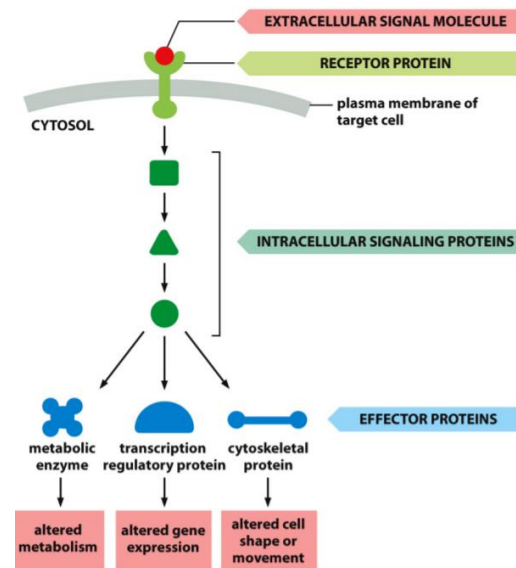 EXTRACELLULAR SIGNAL MOLECULE
RECEPTOR PROTEIN
plasma membrane of
target cell
CYTOSOL
INTRACELLULAR SIGNALING PROTEINS
EFFECTOR PROTEINS
metabolic
enzyme
transcription
regulatory protein
cytoskeletal
protein
altered
metabolism
altered gene
expression
altered cell
shape or
movement